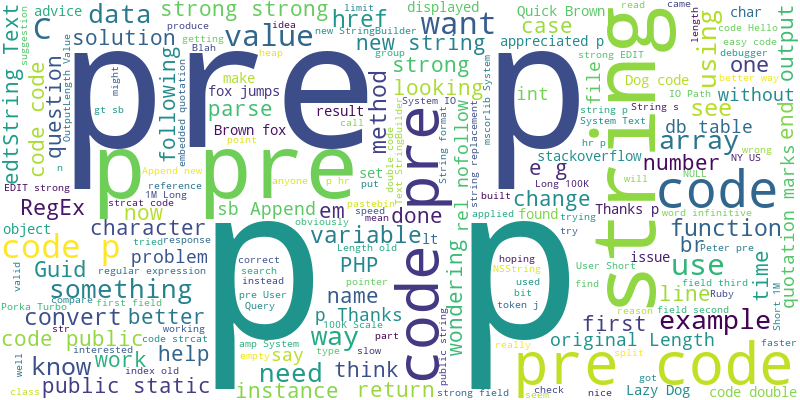 advice
data
solution
C
pre
p
p pre
p p
strong strong
href
displayed
value
new string
following
parse
looking
method
want
Quick Brown
appreciated p
case
using
char
read
came
length
strong EDIT
debugger
better way
code Hello
easy code
limit
new StringBuilder
group
produce
getting
idea
heap
Blah
might
gt sb
edtString Text
OutputLength Value
question
code code
fox jumps
make
result
Brown fox
embedded quotation
call
point
Append new
n
reference
1M Long
EDIT strong
strcat code
RegEx
now
sb Append
set
put
anyone
p hr
double code
Text StringBuilder
System IO
String format
mscorlib System
string replacement
int
file
string
Dog code
IO Path
String s
see
one
without
output
end
quotation marks
db table
array
System Text
string p
hr p
stackoverflow
e g
Long 100K
change
number
NULL
NY US
will
wrong
code
Thanks p
word infinitive
function
br
Peter pre
issue
use
time
line
Ruby
field third
field second
User Short
find
trying
try
applied
found
hoping
NSString
used
bit
token j
first
example
original Length
reason
faster
Short 1M
split
got
pre code
Lazy Dog
code double
check
nice
seem
really
return
strong field
public string
strong
code pre
rel nofollow
wondering
done
lt
em
pastebin
speed
mean
obviously
variable
Length old
PHP
p Pointer
name
p Thanks
100K Scale
way
part
slow
say
type
think
instance
need
empty
amp System
correct
search
instead
pre User
Query
character
object
tried
response
problem
regular expression
code p
valid
Guid
something
compare
first field
Porka Turbo
convert
better
str
working
code public
code strcat
interested
work
help
well
know
index old
class
public static
suggestion